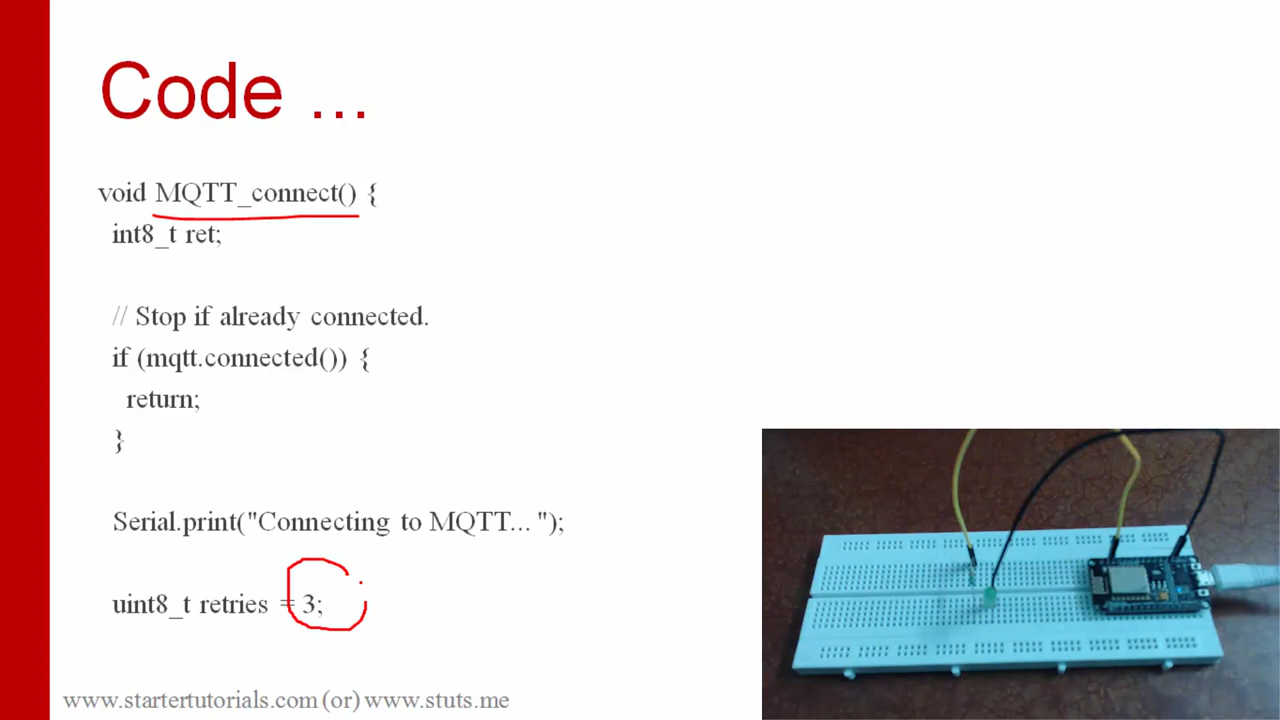 Code ...
void MQTT_connect() {
int8_t ret;
// Stop if already connected.
if (mqtt.connected()) {
return;
}
Serial.print("Connecting to MQTT... ");
uint8_t retries = 3;
www.startertutorials.com (or) www.stuts.me